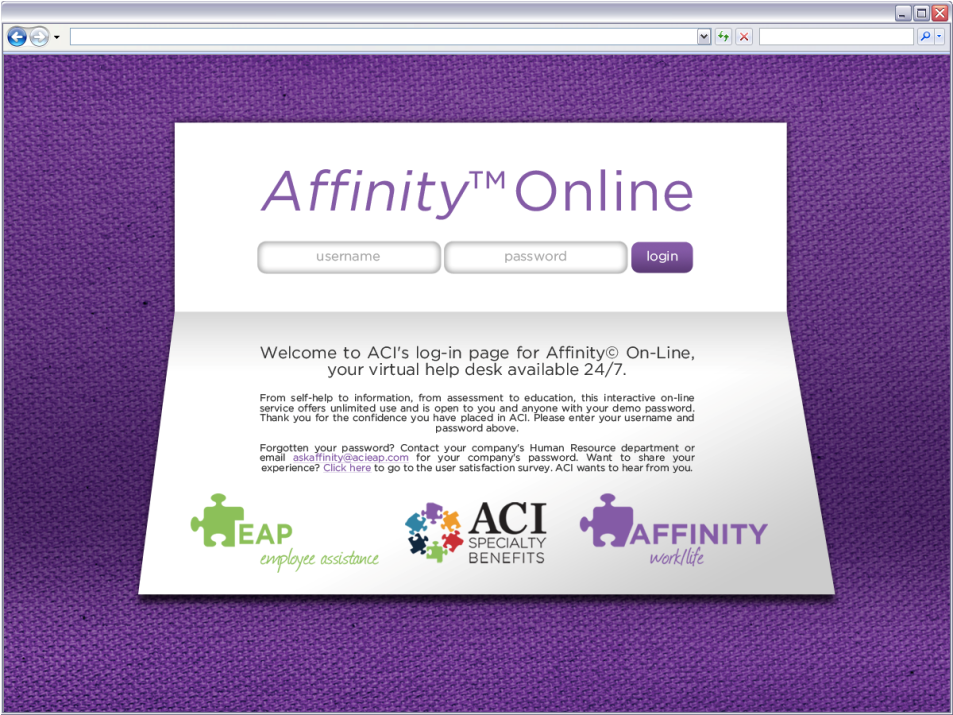 Affinity™ Online
username password login
Welcome to ACI's log-in page for Affinity© On-Line,
your virtual help desk available 24/7.
From self-help to information, from assessment to education, this interactive on-line
service offers unlimited use and is open to you and anyone with your demo password.
Thank you for the confidence you have placed in ACI. Please enter your username and
password above.
Forgotten your password? Contact your company's Human Resource department or
email askaffinity@acieap.com for your company's password. Want to share your
experience? Click here to go to the user satisfaction survey. ACI wants to hear from you.
EAP
employee assistance
ACI
SPECIALTY
BENEFITS
AFFINITY
work/life